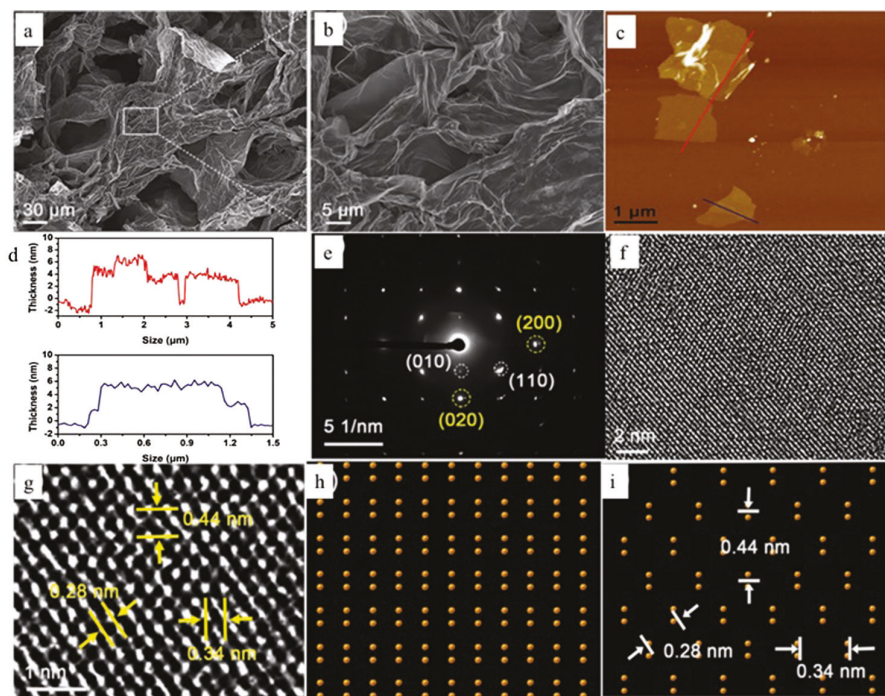 a
30 μm
b
5 μm
c
1 μm
d
Thickness (nm)
10
8
6
4
2
0
-2
0 1 2 3 4 5
Size (μm)
Thickness (nm)
10
8
6
4
2
0
-2
0 0.3 0.6 0.9 1.2 1.5
Size (μm)
e
(200)
(010)
(110)
(020)
5 1/nm
f
2 nm
g
0.44 nm
0.28 nm
0.34 nm
1 nm
h
i
0.44 nm
0.28 nm
0.34 nm